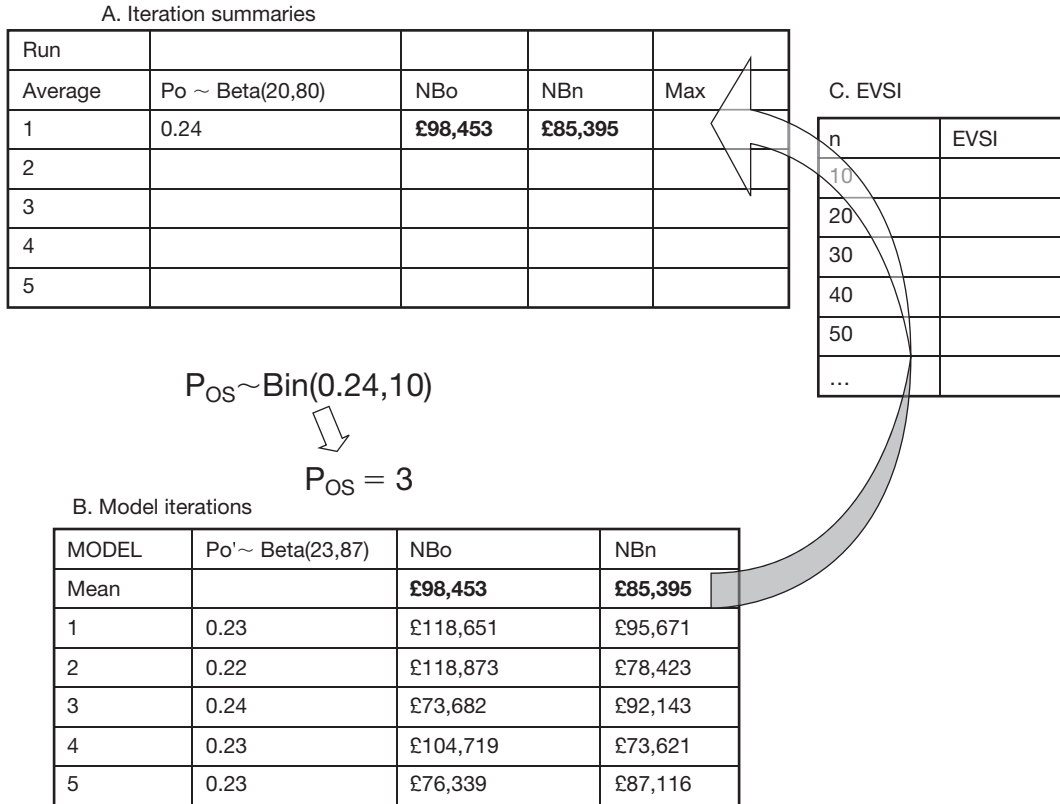 A. Iteration summaries
Run
Average Po ~ Beta(20,80) NBo NBn Max
1 0.24 £98,453 £85,395
2
3
4
5
C. EVSI
n EVSI
10
20
30
40
50
...
P_OS~Bin(0.24,10)
P_OS = 3
B. Model iterations
MODEL Po'~ Beta(23,87) NBo NBn
Mean £98,453 £85,395
1 0.23 £118,651 £95,671
2 0.22 £118,873 £78,423
3 0.24 £73,682 £92,143
4 0.23 £104,719 £73,621
5 0.23 £76,339 £87,116